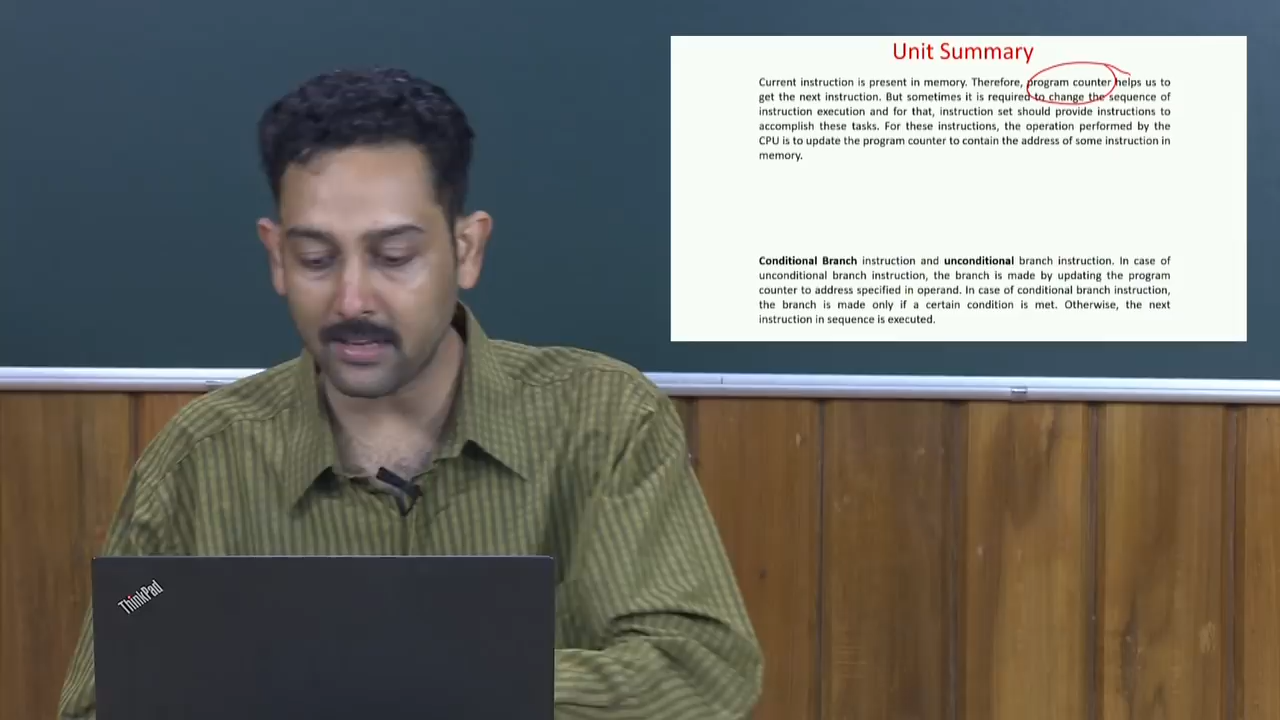 Unit Summary
Current instruction is present in memory. Therefore, program counter helps us to
get the next instruction. But sometimes it is required to change the sequence of
instruction execution and for that, instruction set should provide instructions to
accomplish these tasks. For these instructions, the operation performed by the
CPU is to update the program counter to contain the address of some instruction in
memory.
Conditional Branch instruction and unconditional branch instruction. In case of
unconditional branch instruction, the branch is made by updating the program
counter to address specified in operand. In case of conditional branch instruction,
the branch is made only if a certain condition is met. Otherwise, the next
instruction in sequence is executed.
ThinkPad